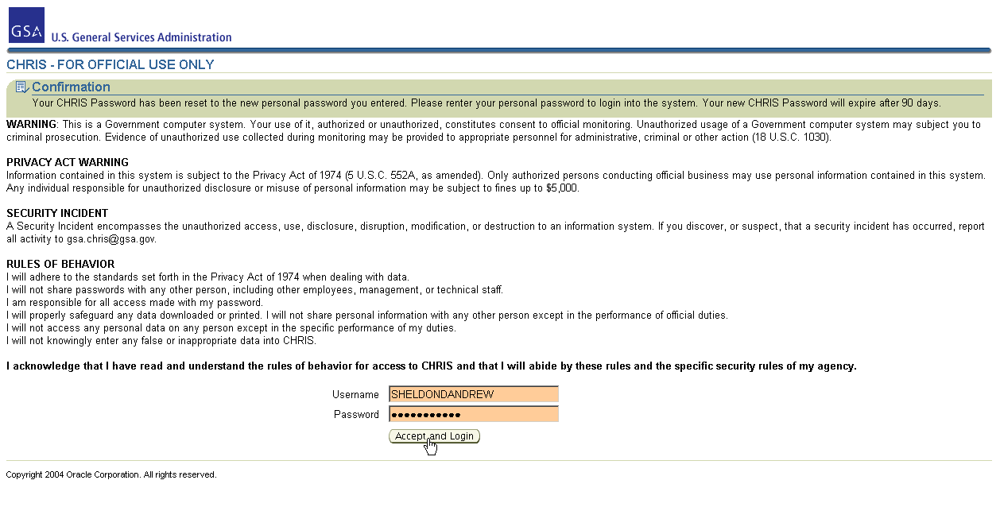 GSA
U.S. General Services Administration
CHRIS - FOR OFFICIAL USE ONLY
Confirmation
Your CHRIS Password has been reset to the new personal password you entered. Please renter your personal password to login into the system. Your new CHRIS Password will expire after 90 days.
WARNING: This is a Government computer system. Your use of it, authorized or unauthorized, constitutes consent to official monitoring. Unauthorized usage of a Government computer system may subject you to
criminal prosecution. Evidence of unauthorized use collected during monitoring may be provided to appropriate personnel for administrative, criminal or other action (18 U.S.C. 1030).
PRIVACY ACT WARNING
Information contained in this system is subject to the Privacy Act of 1974 (5 U.S.C. 552A, as amended). Only authorized persons conducting official business may use personal information contained in this system.
Any individual responsible for unauthorized disclosure or misuse of personal information may be subject to fines up to $5,000.
SECURITY INCIDENT
A Security Incident encompasses the unauthorized access, use, disclosure, disruption, modification, or destruction to an information system. If you discover, or suspect, that a security incident has occurred, report
all activity to gsa.chris@gsa.gov.
RULES OF BEHAVIOR
I will adhere to the standards set forth in the Privacy Act of 1974 when dealing with data.
I will not share passwords with any other person, including other employees, management, or technical staff.
I am responsible for all access made with my password.
I will properly safeguard any data downloaded or printed. I will not share personal information with any other person except in the performance of official duties.
I will not access any personal data on any person except in the specific performance of my duties.
I will not knowingly enter any false or inappropriate data into CHRIS.
I acknowledge that I have read and understand the rules of behavior for access to CHRIS and that I will abide by these rules and the specific security rules of my agency.
Username SHELDONDANDREW
Password •••••••••••
Accept and Login
Copyright 2004 Oracle Corporation. All rights reserved.